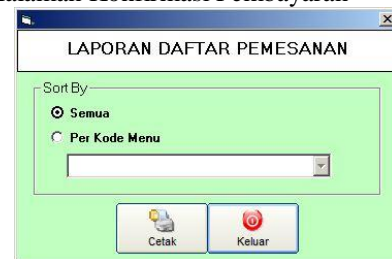 LAPORAN DAFTAR PEMESANAN
Sort By
Semua
Per Kode Menu
Cetak
Keluar